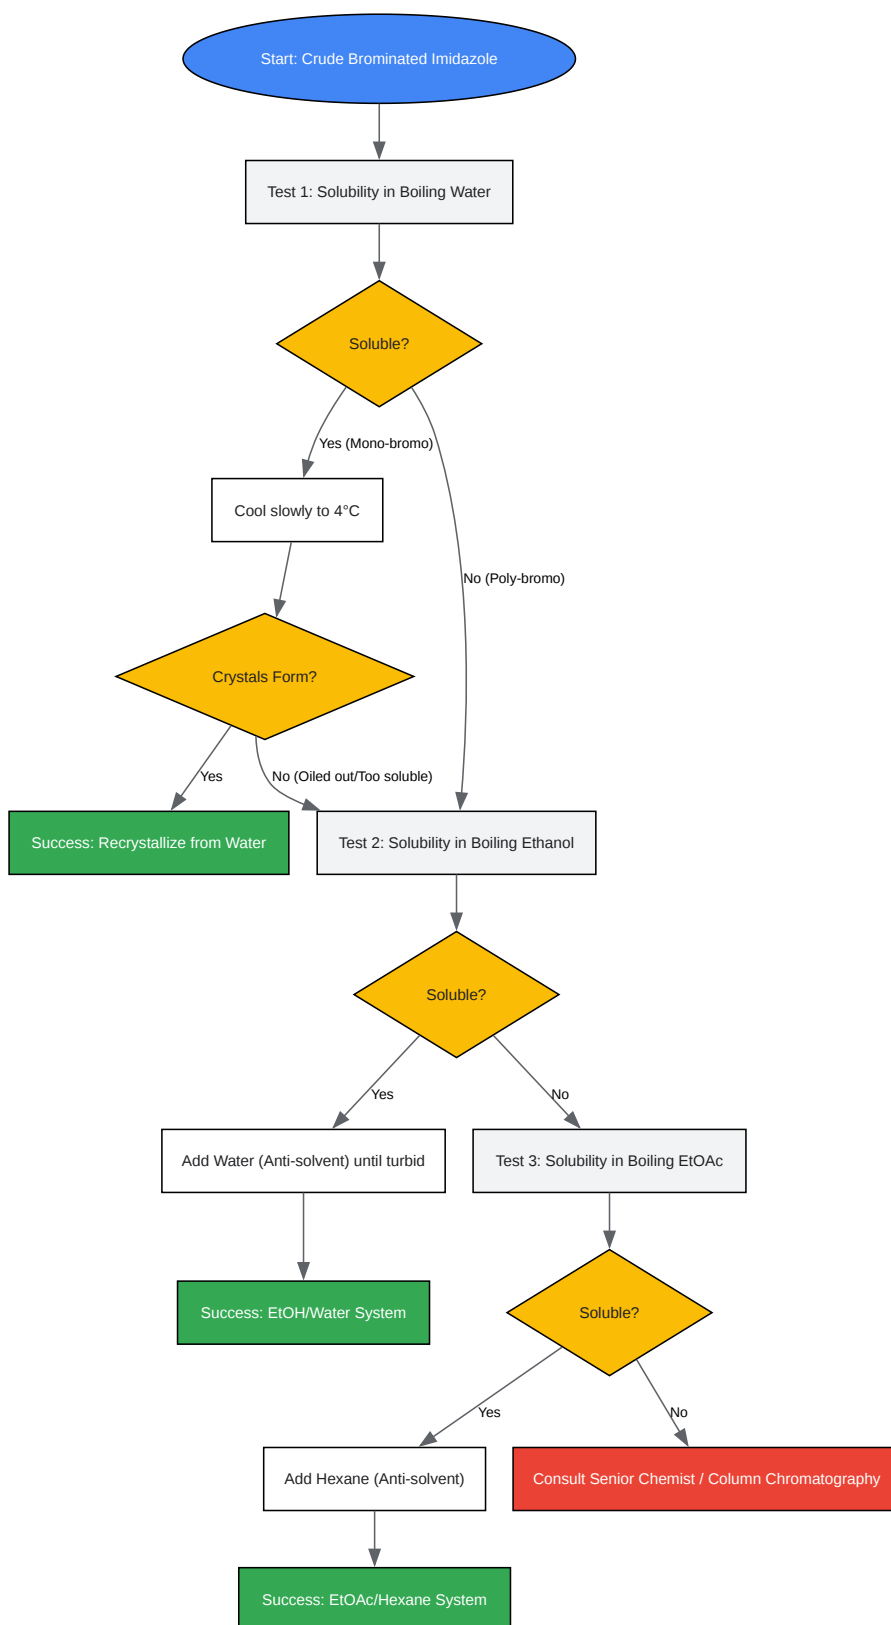 Start: Crude Brominated Imidazole
Test 1: Solubility in Boiling Water
Soluble?
Yes (Mono-bromo)
Cool slowly to 4°C
No (Poly-bromo)
Crystals Form?
Yes
No (Oiled out/Too soluble)
Success: Recrystallize from Water
Test 2: Solubility in Boiling Ethanol
Soluble?
Yes
No
Add Water (Anti-solvent) until turbid
Test 3: Solubility in Boiling EtOAc
Success: EtOH/Water System
Soluble?
Yes
No
Add Hexane (Anti-solvent)
Consult Senior Chemist / Column Chromatography
Success: EtOAc/Hexane System